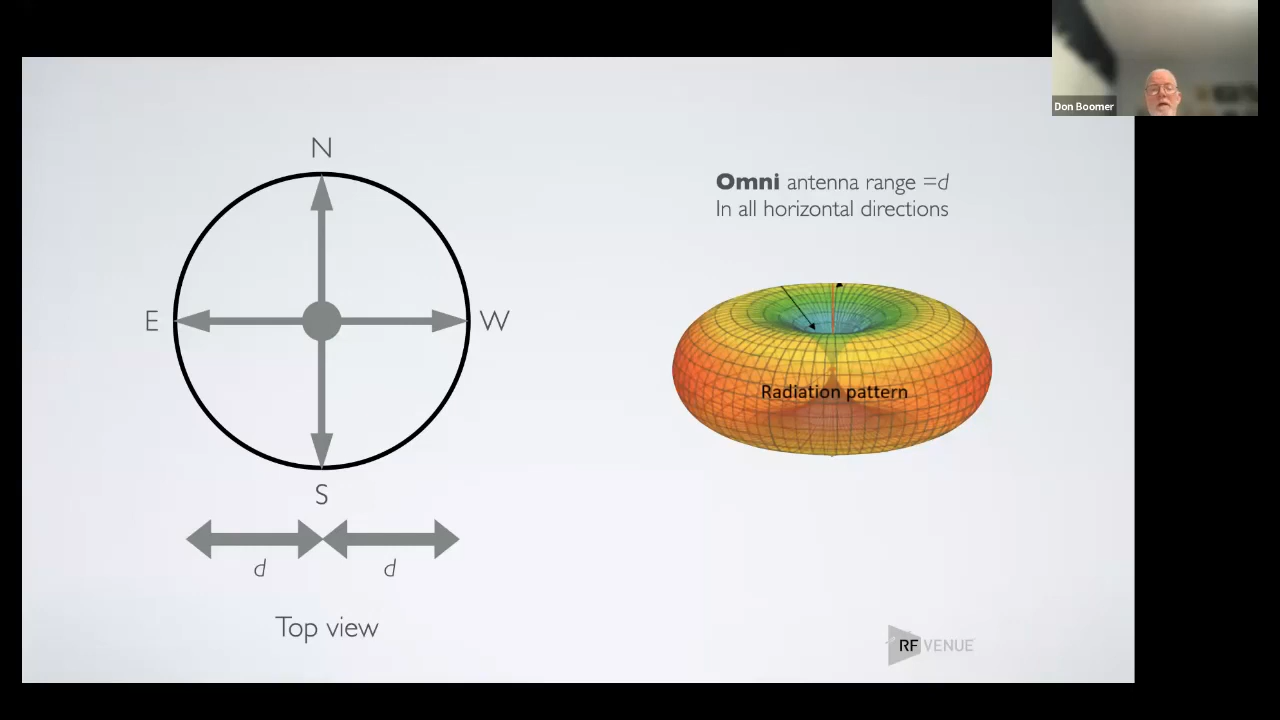 Don Boomer
N
E
W
S
d
d
Top view
Omni antenna range =d
In all horizontal directions
Radiation pattern
RF VENUE